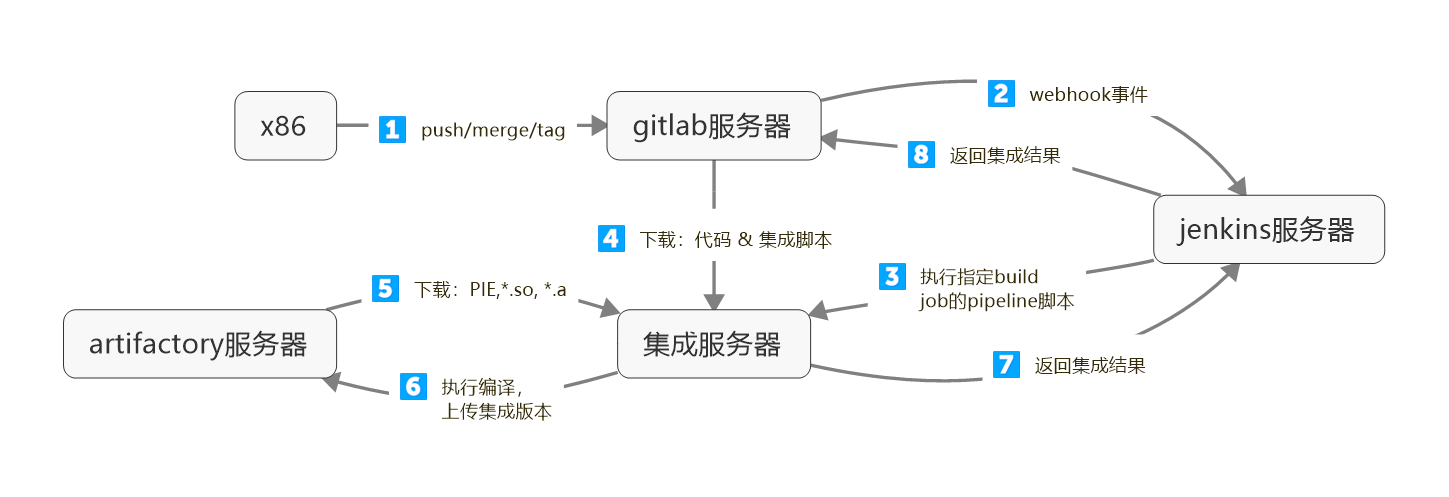 x86
1 push/merge/tag
gitlab服务器
2 webhook事件
8 返回集成结果
jenkins服务器
4 下载：代码 & 集成脚本
3 执行指定build
job的pipeline脚本
5 下载：PIE,*.so, *.a
artifactory服务器
集成服务器
7 返回集成结果
6 执行编译，
上传集成版本